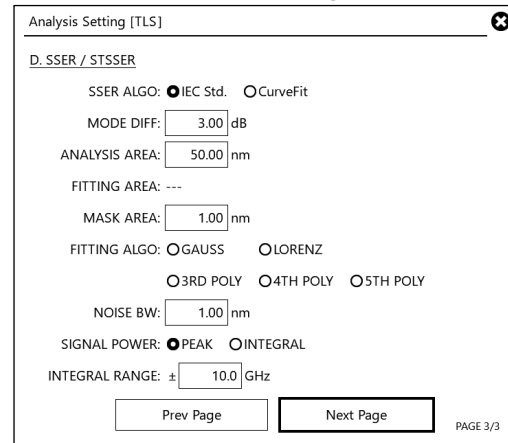 Analysis Setting [TLS]
D. SSER / STSSER
SSER ALGO: IEC Std. CurveFit
MODE DIFF: 3.00 dB
ANALYSIS AREA: 50.00 nm
FITTING AREA: ---
MASK AREA: 1.00 nm
FITTING ALGO: GAUSS LORENZ
3RD POLY 4TH POLY 5TH POLY
NOISE BW: 1.00 nm
SIGNAL POWER: PEAK INTEGRAL
INTEGRAL RANGE: ± 10.0 GHz
Prev Page Next Page PAGE 3/3